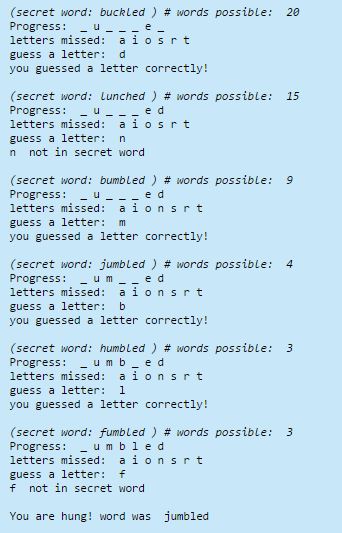 (secret word: buckled ) # words possible: 20
Progress: _ u _ _ _ e _
letters missed: a i o s r t
guess a letter: d
you guessed a letter correctly!
(secret word: lunched ) # words possible: 15
Progress: _ u _ _ _ e d
letters missed: a i o s r t
guess a letter: n
n not in secret word
(secret word: bumbled ) # words possible: 9
Progress: _ u _ _ _ e d
letters missed: a i o n s r t
guess a letter: m
you guessed a letter correctly!
(secret word: jumbled ) # words possible: 4
Progress: _ u m _ _ e d
letters missed: a i o n s r t
guess a letter: b
you guessed a letter correctly!
(secret word: humbled ) # words possible: 3
Progress: _ u m b _ e d
letters missed: a i o n s r t
guess a letter: l
you guessed a letter correctly!
(secret word: fumbled ) # words possible: 3
Progress: _ u m b l e d
letters missed: a i o n s r t
guess a letter: f
f not in secret word
You are hung! word was jumbled